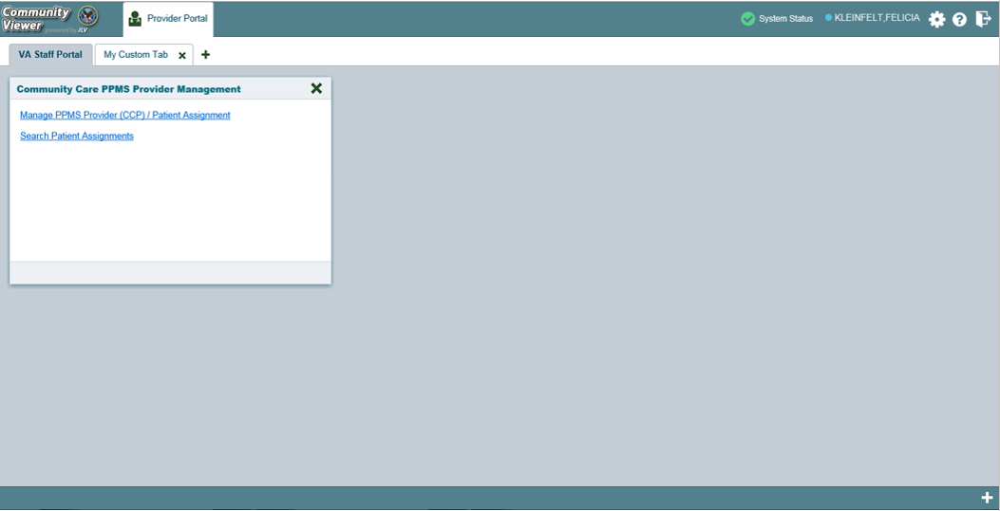 Community
Viewer powered by JLV
Provider Portal
System Status
KLEINFELT,FELICIA
VA Staff Portal
My Custom Tab
Community Care PPMS Provider Management
Manage PPMS Provider (CCP) / Patient Assignment
Search Patient Assignments